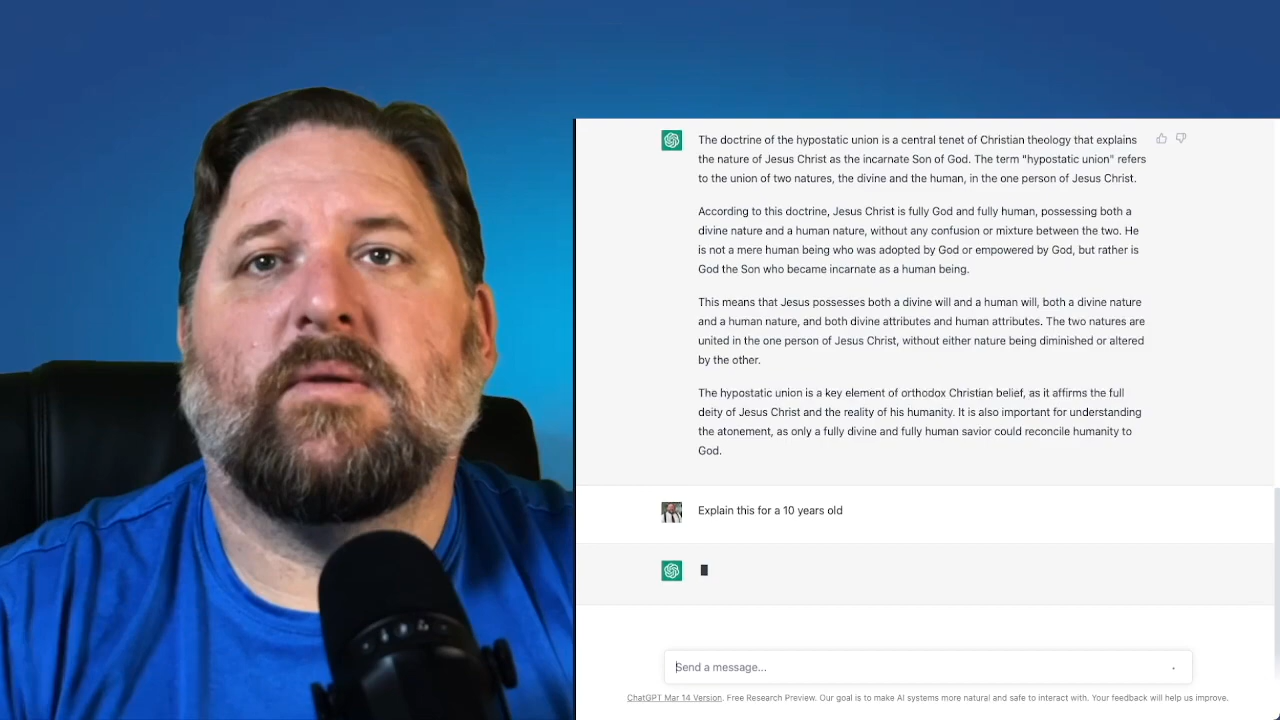 The doctrine of the hypostatic union is a central tenet of Christian theology that explains
the nature of Jesus Christ as the incarnate Son of God. The term "hypostatic union" refers
to the union of two natures, the divine and the human, in the one person of Jesus Christ.
According to this doctrine, Jesus Christ is fully God and fully human, possessing both a
divine nature and a human nature, without any confusion or mixture between the two. He
is not a mere human being who was adopted by God or empowered by God, but rather is
God the Son who became incarnate as a human being.
This means that Jesus possesses both a divine will and a human will, both a divine nature
and a human nature, and both divine attributes and human attributes. The two natures are
united in the one person of Jesus Christ, without either nature being diminished or altered
by the other.
The hypostatic union is a key element of orthodox Christian belief, as it affirms the full
deity of Jesus Christ and the reality of his humanity. It is also important for understanding
the atonement, as only a fully divine and fully human savior could reconcile humanity to
God.
Explain this for a 10 years old
Send a message...
ChatGPT Mar 14 Version. Free Research Preview. Our goal is to make AI systems more natural and safe to interact with. Your feedback will help us improve.